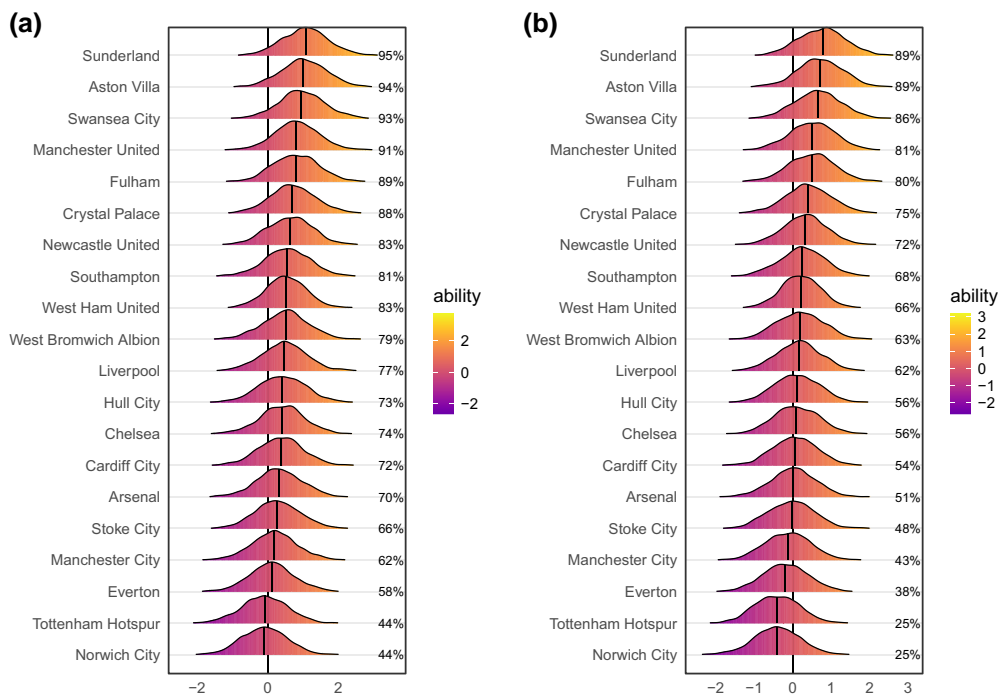 (a)
Sunderland 95%
Aston Villa 94%
Swansea City 93%
Manchester United 91%
Fulham 89%
Crystal Palace 88%
Newcastle United 83%
Southampton 81%
West Ham United 83%
West Bromwich Albion 79%
Liverpool 77%
Hull City 73%
Chelsea 74%
Cardiff City 72%
Arsenal 70%
Stoke City 66%
Manchester City 62%
Everton 58%
Tottenham Hotspur 44%
Norwich City 44%
−2 0 2
ability
2
0
−2
(b)
Sunderland 89%
Aston Villa 89%
Swansea City 86%
Manchester United 81%
Fulham 80%
Crystal Palace 75%
Newcastle United 72%
Southampton 68%
West Ham United 66%
West Bromwich Albion 63%
Liverpool 62%
Hull City 56%
Chelsea 56%
Cardiff City 54%
Arsenal 51%
Stoke City 48%
Manchester City 43%
Everton 38%
Tottenham Hotspur 25%
Norwich City 25%
−2 −1 0 1 2 3
ability
3
2
1
0
−1
−2